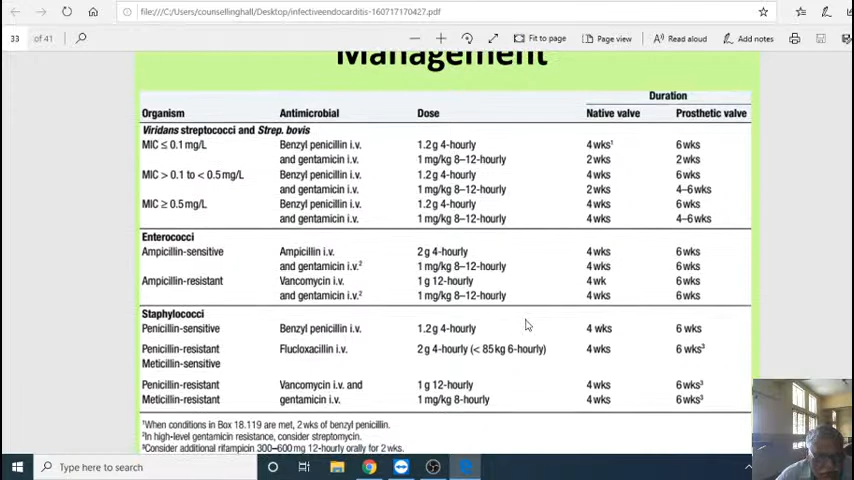 file:///C:/Users/counsellinghall/Desktop/infectiveendocarditis-160717170427.pdf
33 of 41 Fit to page Page view Read aloud Add notes
Management
Duration
Organism Antimicrobial Dose Native valve Prosthetic valve
Viridans streptococci and Strep. bovis
MIC ≤ 0.1 mg/L Benzyl penicillin i.v. 1.2 g 4-hourly 4 wks¹ 6 wks
and gentamicin i.v. 1 mg/kg 8–12-hourly 2 wks 2 wks
MIC > 0.1 to < 0.5 mg/L Benzyl penicillin i.v. 1.2 g 4-hourly 4 wks 6 wks
and gentamicin i.v. 1 mg/kg 8–12-hourly 2 wks 4–6 wks
MIC ≥ 0.5 mg/L Benzyl penicillin i.v. 1.2 g 4-hourly 4 wks 6 wks
and gentamicin i.v. 1 mg/kg 8–12-hourly 4 wks 4–6 wks
Enterococci
Ampicillin-sensitive Ampicillin i.v. 2 g 4-hourly 4 wks 6 wks
and gentamicin i.v.² 1 mg/kg 8–12-hourly 4 wks 6 wks
Ampicillin-resistant Vancomycin i.v. 1 g 12-hourly 4 wk 6 wks
and gentamicin i.v.² 1 mg/kg 8–12-hourly 4 wks 6 wks
Staphylococci
Penicillin-sensitive Benzyl penicillin i.v. 1.2 g 4-hourly 4 wks 6 wks
Penicillin-resistant Flucloxacillin i.v. 2 g 4-hourly (< 85 kg 6-hourly) 4 wks 6 wks³
Meticillin-sensitive
Penicillin-resistant Vancomycin i.v. and 1 g 12-hourly 4 wks 6 wks³
Meticillin-resistant gentamicin i.v. 1 mg/kg 8-hourly 4 wks 6 wks³
¹When conditions in Box 18.119 are met, 2 wks of benzyl penicillin.
²In high-level gentamicin resistance, consider streptomycin.
³Consider additional rifampicin 300–600 mg 12-hourly orally for 2 wks.
Type here to search